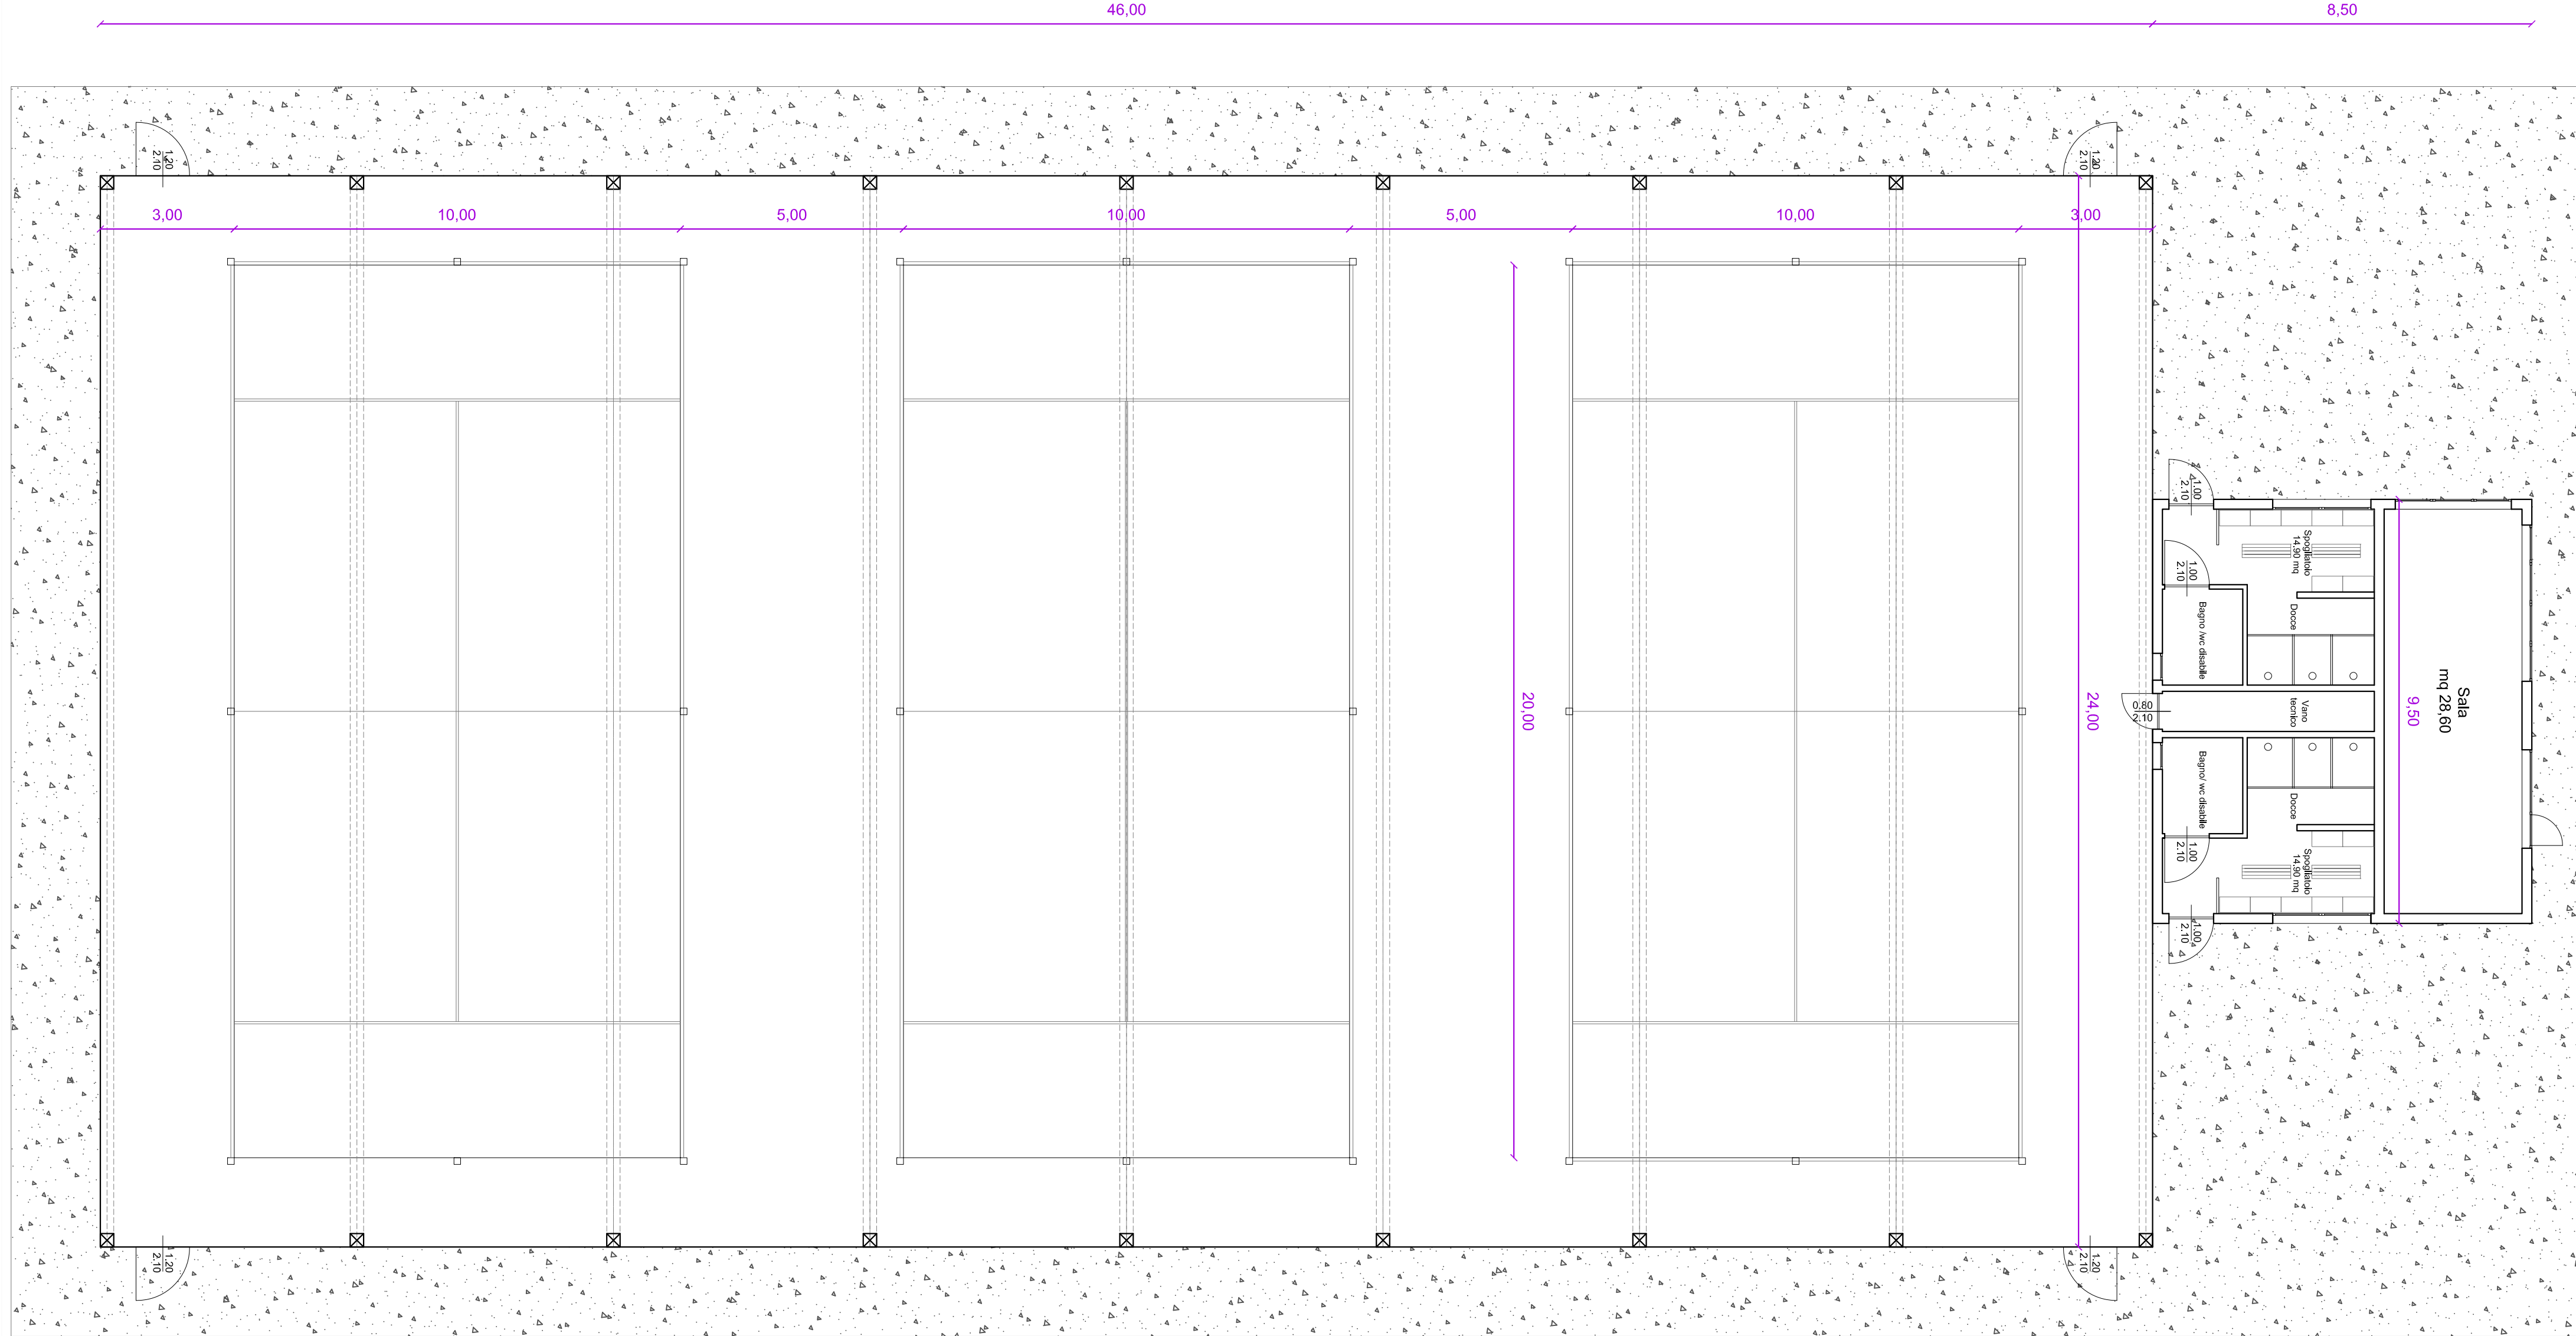 46,00
8,50
1.20
2.10
1.20
2.10
3,00
10,00
5,00
10,00
5,00
10,00
3,00
1.00
2.10
Spogliatoio
14.90 mq
1.00
2.10
Bagno /wc disabile
Docce
20,00
24,00
0.80
2.10
Vano
tecnico
9,50
Sala
mq 28,60
Bagno/ wc disabile
Docce
1.00
2.10
Spogliatoio
14.90 mq
1.00
2.10
1.20
2.10
1.20
2.10